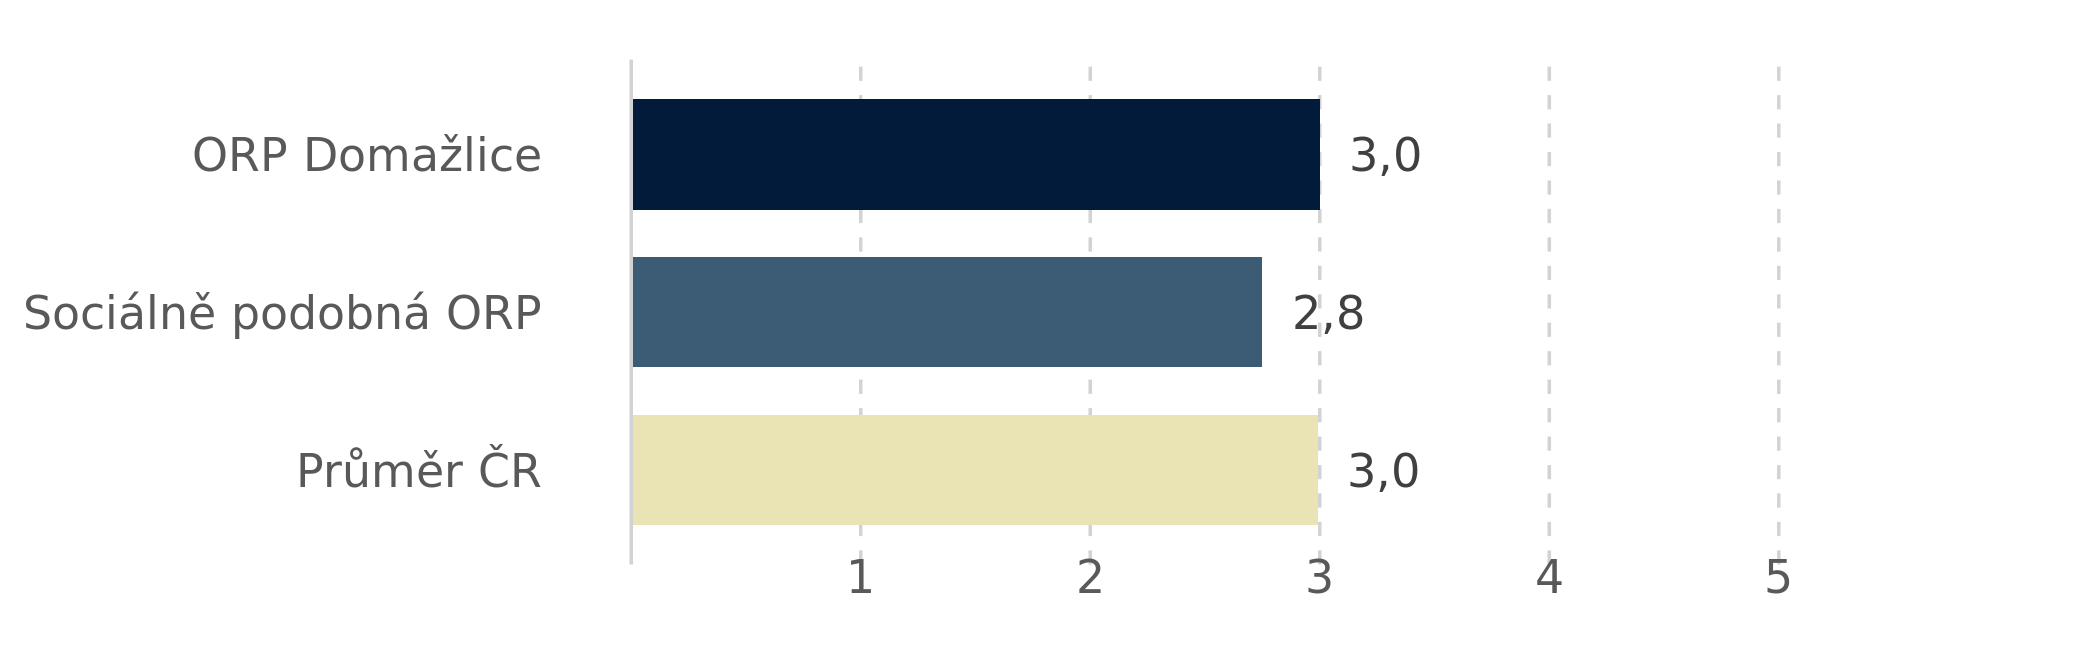 ORP Domažlice 3,0
Sociálně podobná ORP 2,8
Průměr ČR 3,0
1 2 3 4 5